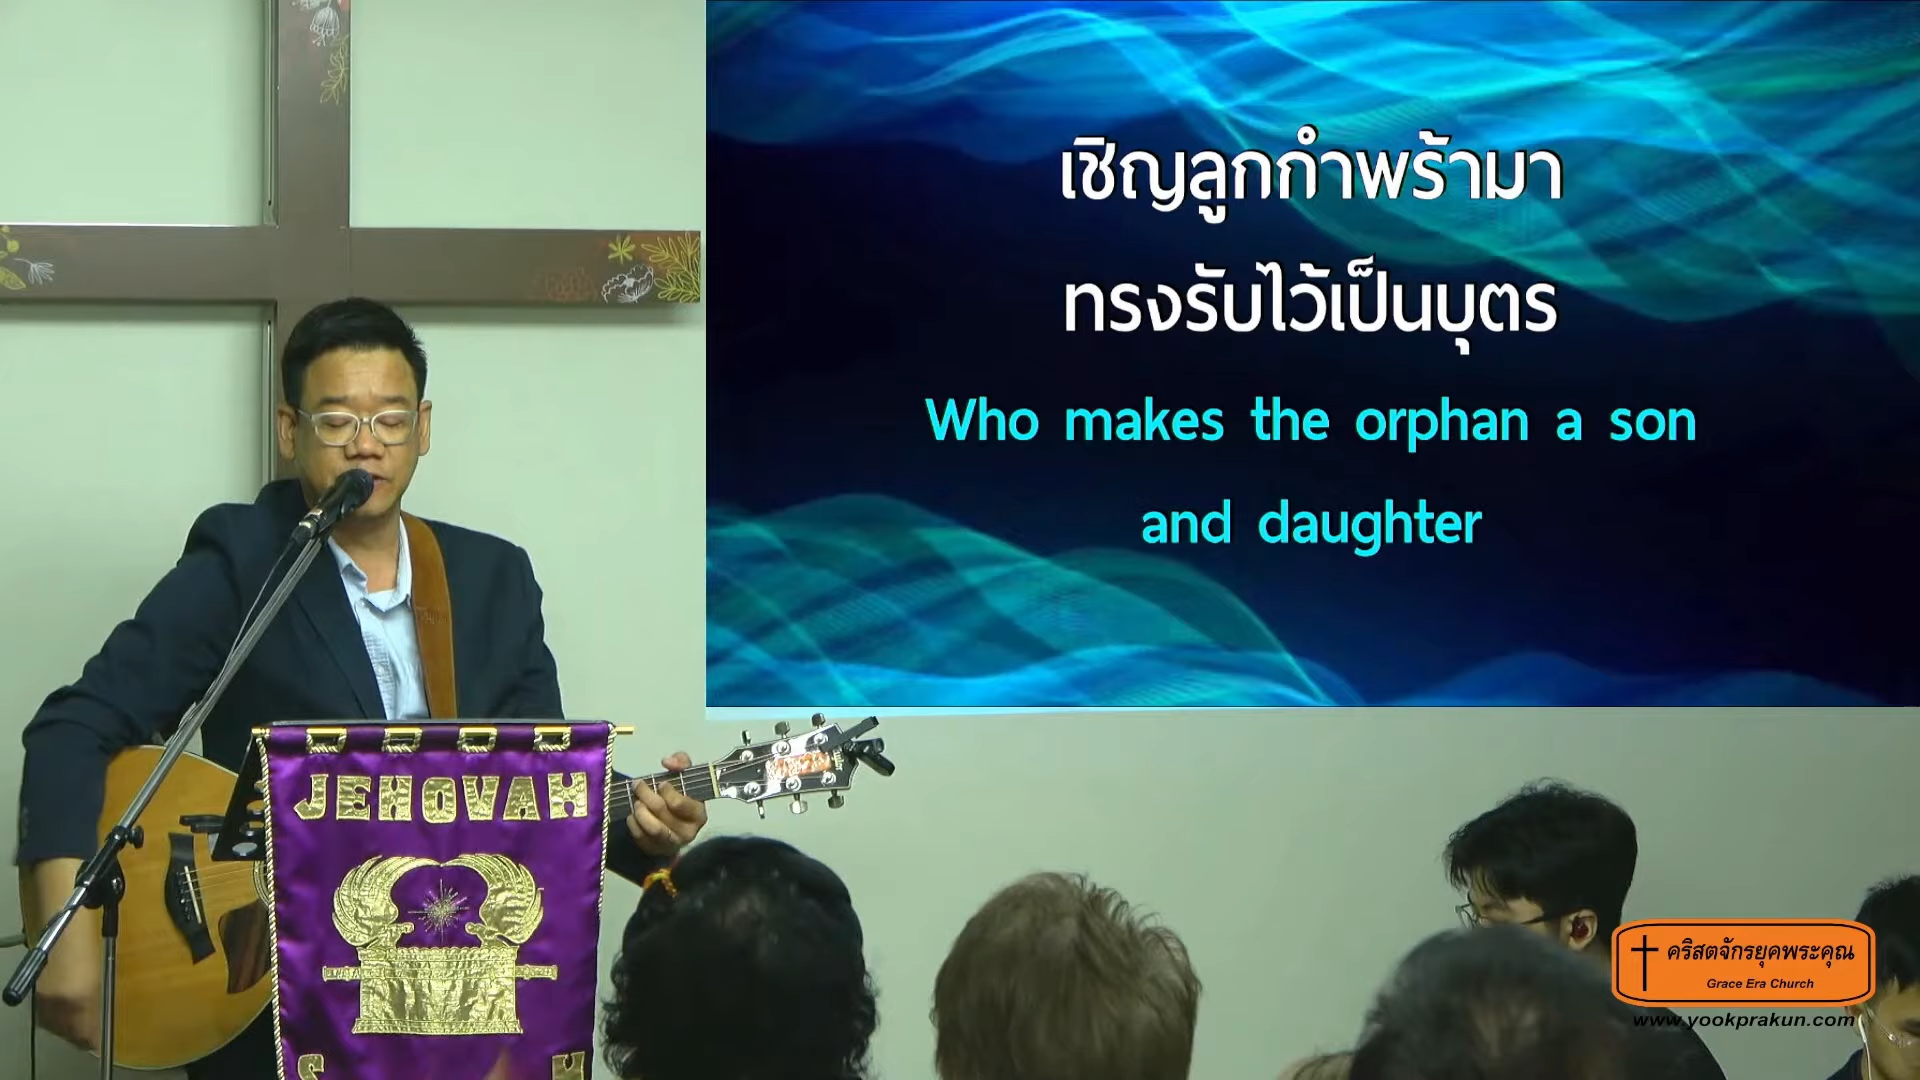 เชิญลูกกำพร้ามา
ทรงรับไว้เป็นบุตร
Who makes the orphan a son
and daughter
JEHOVAH
คริสตจักรยุคพระคุณ
Grace Era Church
www.yookprakun.com